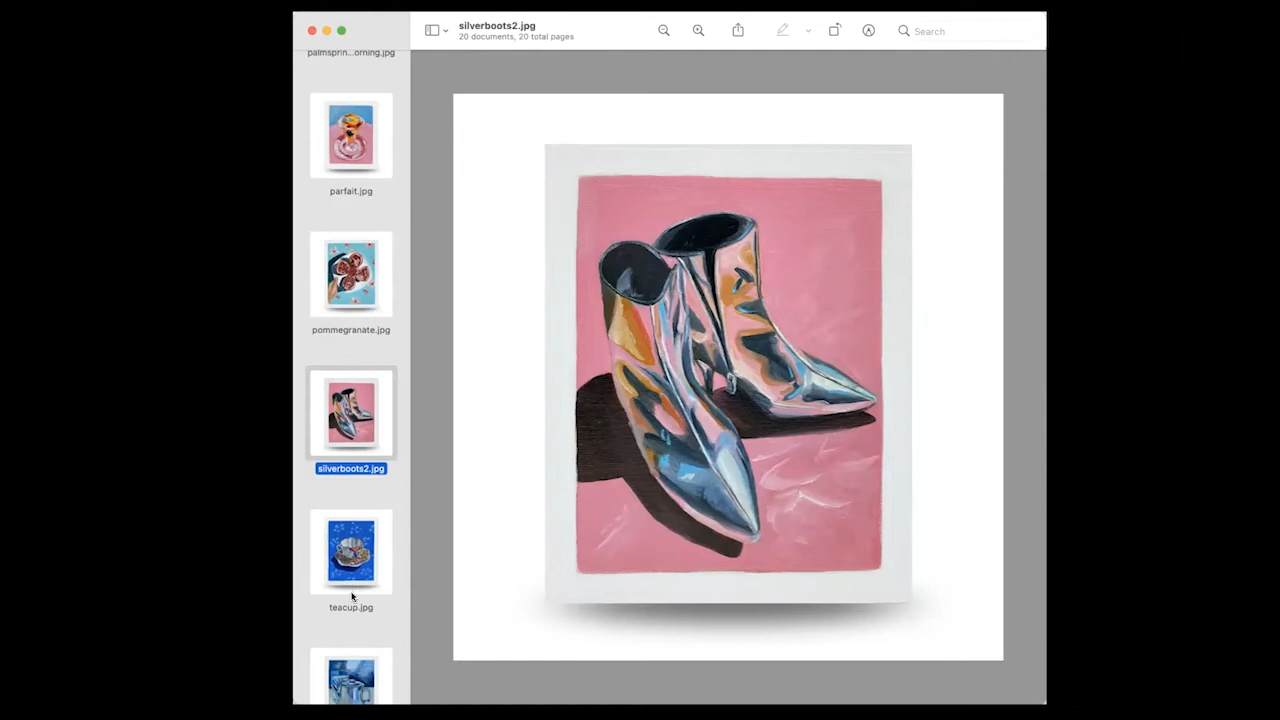 silverboots2.jpg
20 documents, 20 total pages
Search
palmsprin...orning.jpg
parfait.jpg
pommegranate.jpg
silverboots2.jpg
teacup.jpg